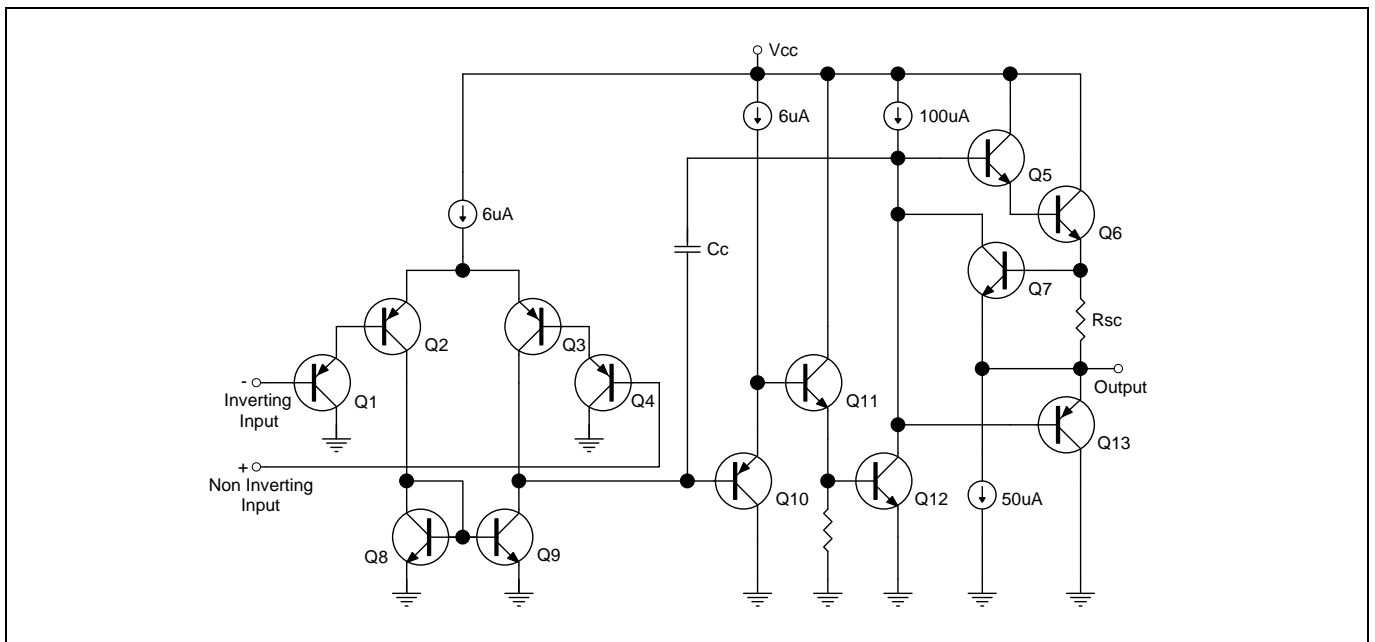 Vcc
6uA
100uA
Q5
6uA
Q6
Cc
Q7
Rsc
Q2
Q3
-
Inverting
Input
Q1
Q4
Q11
Output
Q13
+
Non Inverting
Input
Q10
Q12
50uA
Q8
Q9